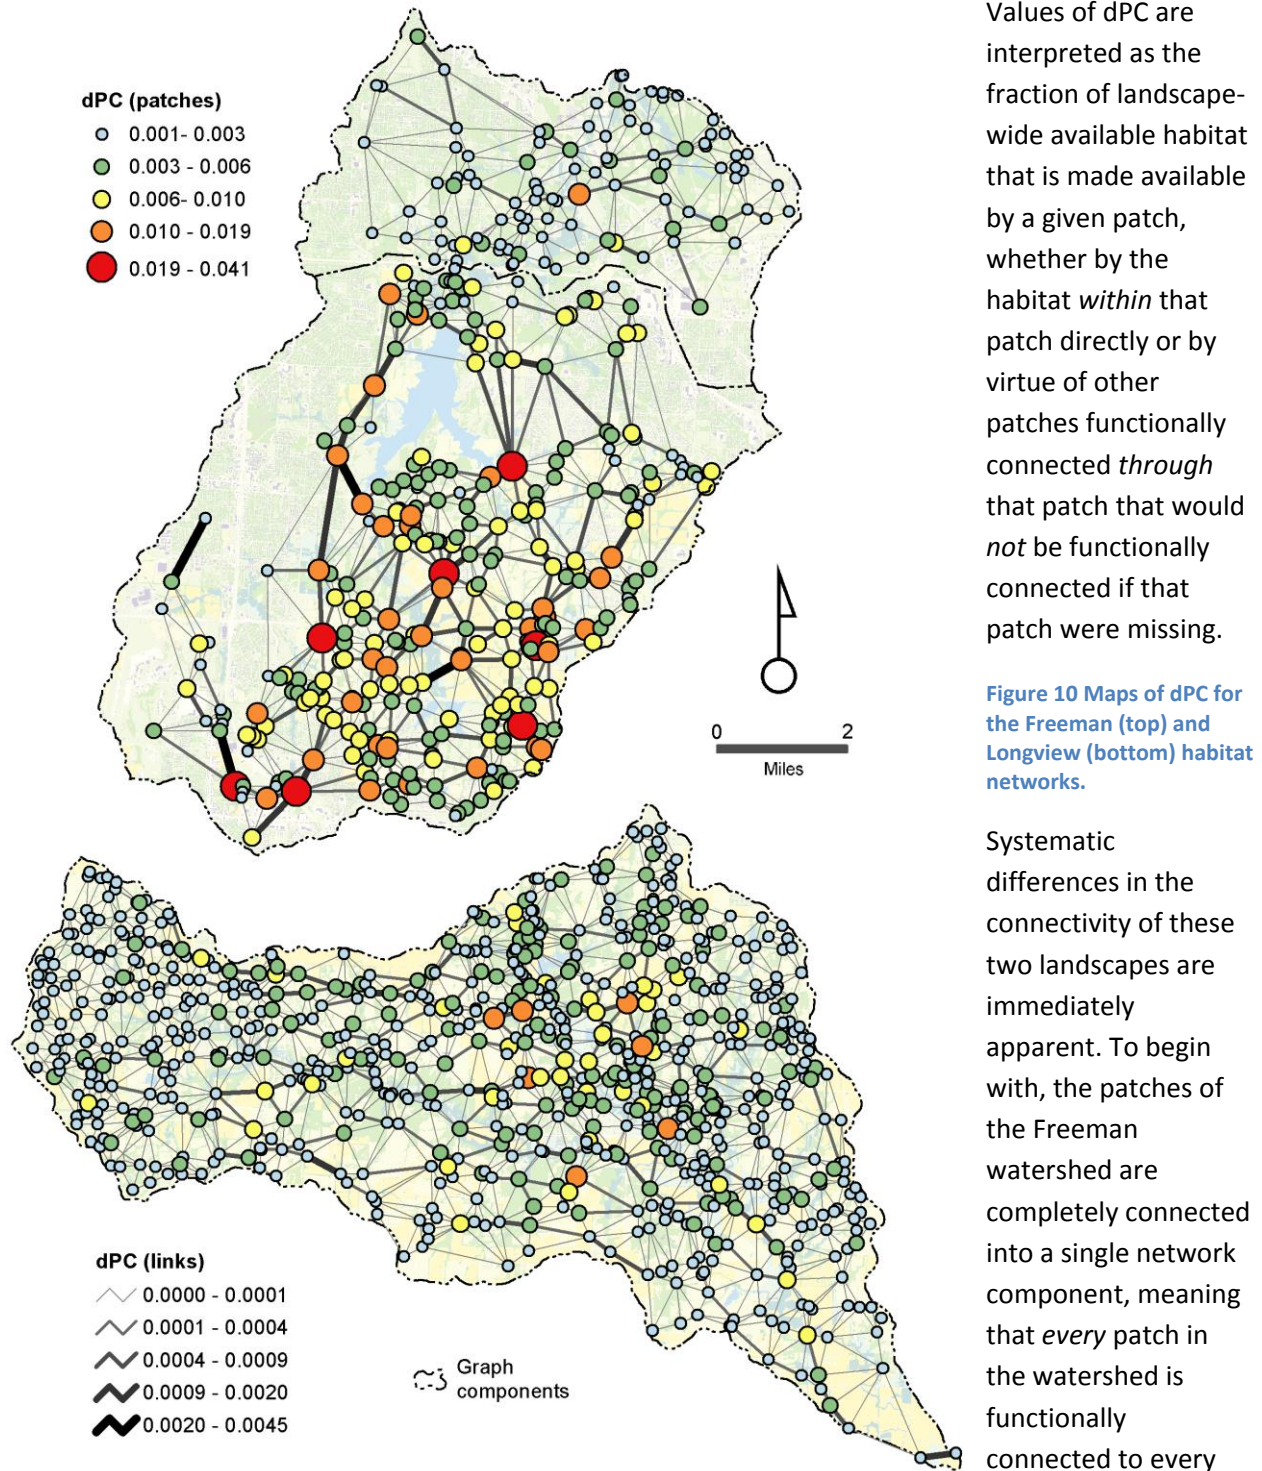 dPC (patches)
0.001- 0.003
0.003 - 0.006
0.006- 0.010
0.010 - 0.019
0.019 - 0.041
0 2
Miles
dPC (links)
0.0000 - 0.0001
0.0001 - 0.0004
0.0004 - 0.0009
0.0009 - 0.0020
0.0020 - 0.0045
Graph
components
Values of dPC are
interpreted as the
fraction of landscape-
wide available habitat
that is made available
by a given patch,
whether by the
habitat within that
patch directly or by
virtue of other
patches functionally
connected through
that patch that would
not be functionally
connected if that
patch were missing.
Figure 10 Maps of dPC for
the Freeman (top) and
Longview (bottom) habitat
networks.
Systematic
differences in the
connectivity of these
two landscapes are
immediately
apparent. To begin
with, the patches of
the Freeman
watershed are
completely connected
into a single network
component, meaning
that every patch in
the watershed is
functionally
connected to every